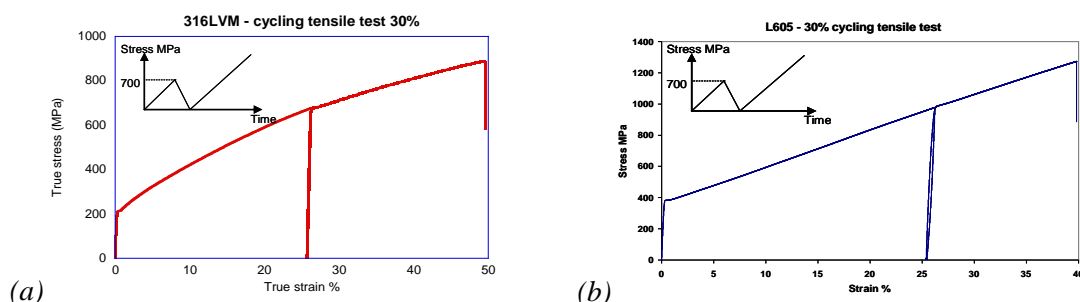 316LVM - cycling tensile test 30%
Stress MPa
700
Time
1000
800
600
400
200
0
True stress (MPa)
0 10 20 30 40 50
True strain %
(a)
L605 - 30% cycling tensile test
Stress MPa
700
Time
1400
1200
1000
800
600
400
200
0
Stress MPa
0 5 10 15 20 25 30 35 40
Strain %
(b)